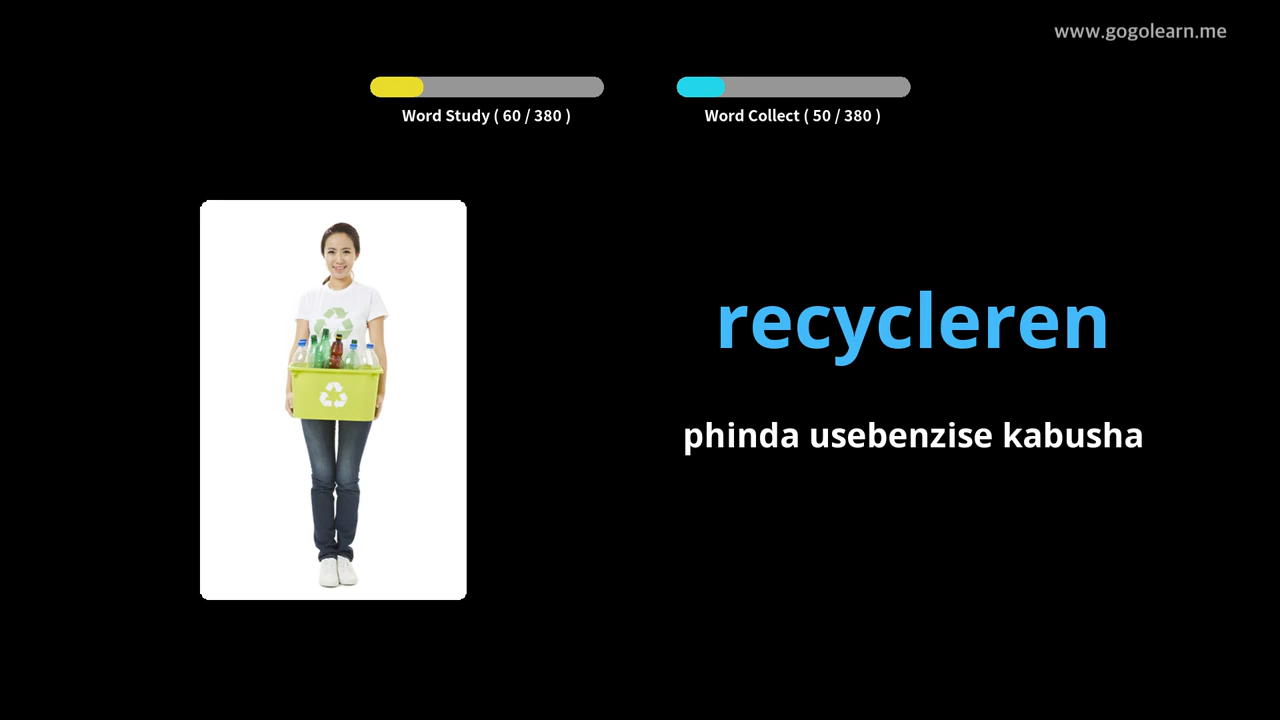 www.gogolearn.me
Word Study ( 60 / 380 )
Word Collect ( 50 / 380 )
recycleren
phinda usebenzise kabusha